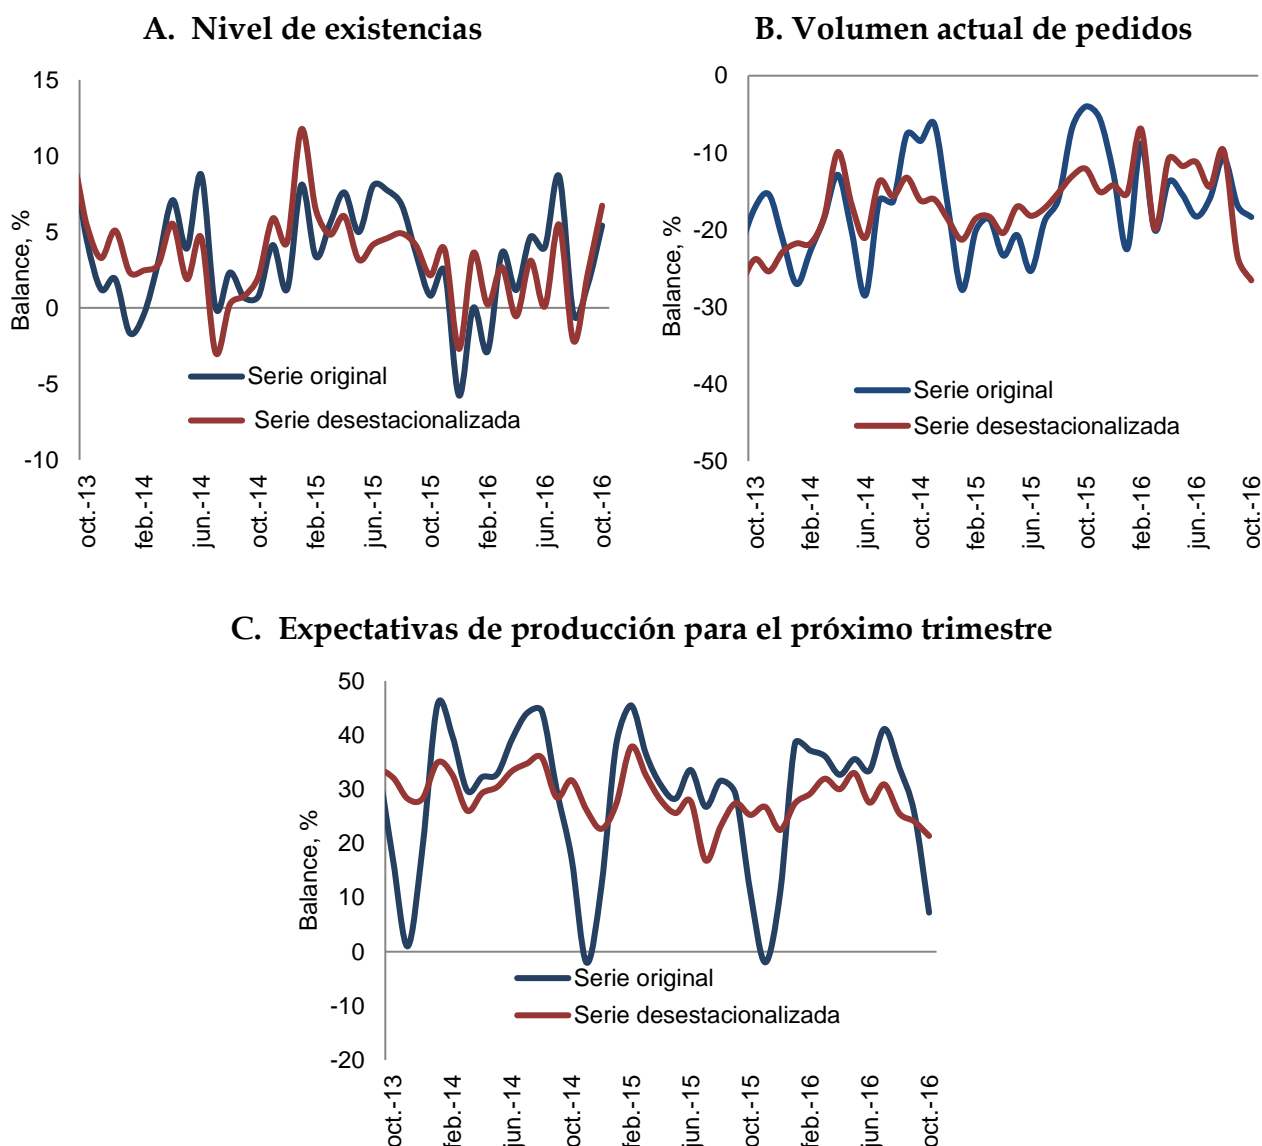 A.  Nivel de existencias
15
10
5
0
-5
-10
Balance, %
Serie original
Serie desestacionalizada
oct.-13
feb.-14
jun.-14
oct.-14
feb.-15
jun.-15
oct.-15
feb.-16
jun.-16
oct.-16
B. Volumen actual de pedidos
0
-10
-20
-30
-40
-50
Balance, %
Serie original
Serie desestacionalizada
oct.-13
feb.-14
jun.-14
oct.-14
feb.-15
jun.-15
oct.-15
feb.-16
jun.-16
oct.-16
C.  Expectativas de producción para el próximo trimestre
50
40
30
20
10
0
-10
-20
Balance, %
Serie original
Serie desestacionalizada
oct.-13
feb.-14
jun.-14
oct.-14
feb.-15
jun.-15
oct.-15
feb.-16
jun.-16
oct.-16